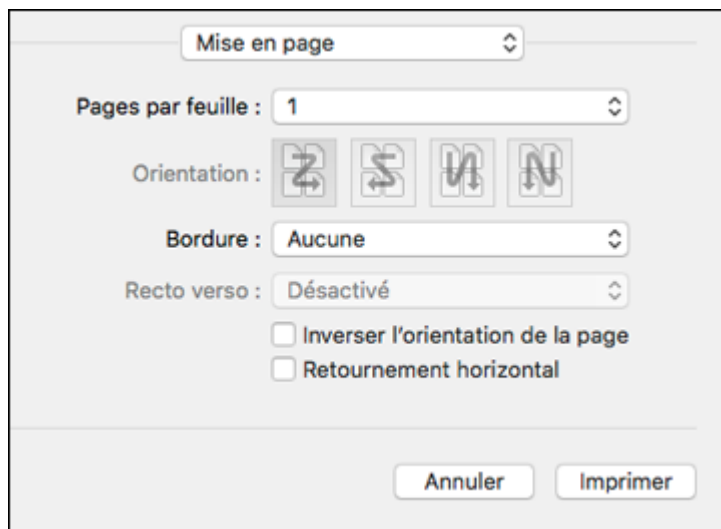 Mise en page
Pages par feuille : 1
Orientation :
Bordure : Aucune
Recto verso : Désactivé
Inverser l'orientation de la page
Retournement horizontal
Annuler Imprimer